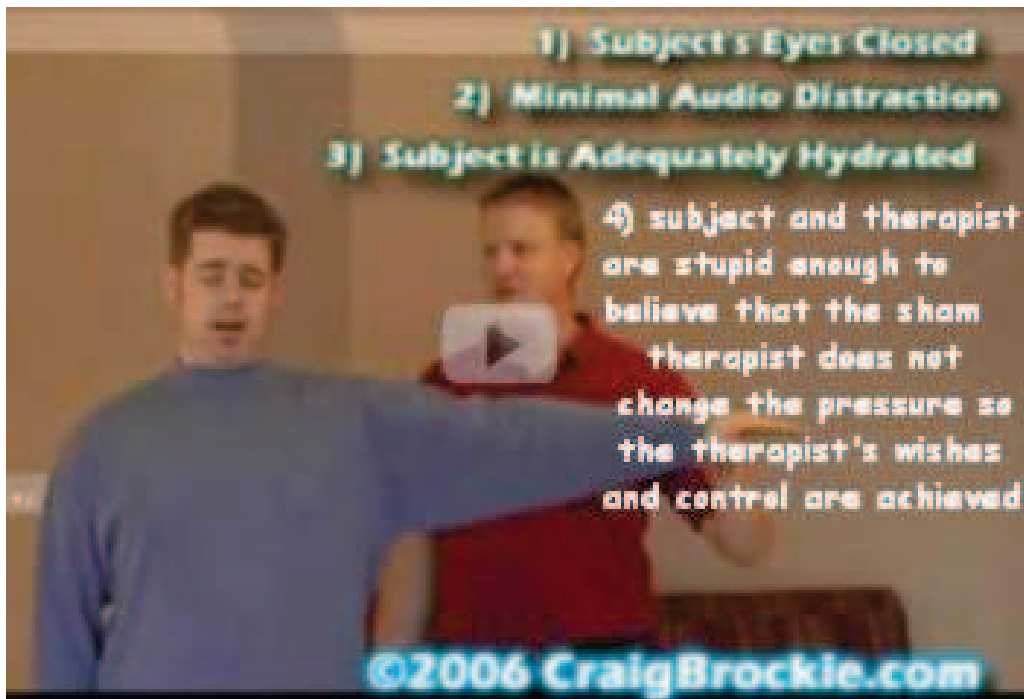 1) Subject's Eyes Closed
2) Minimal Audio Distraction
3) Subject is Adequately Hydrated
4) subject and therapist
are stupid enough to
believe that the sham
therapist does not
change the pressure so
the therapist's wishes
and control are achieved
©2006 CraigBrockie.com